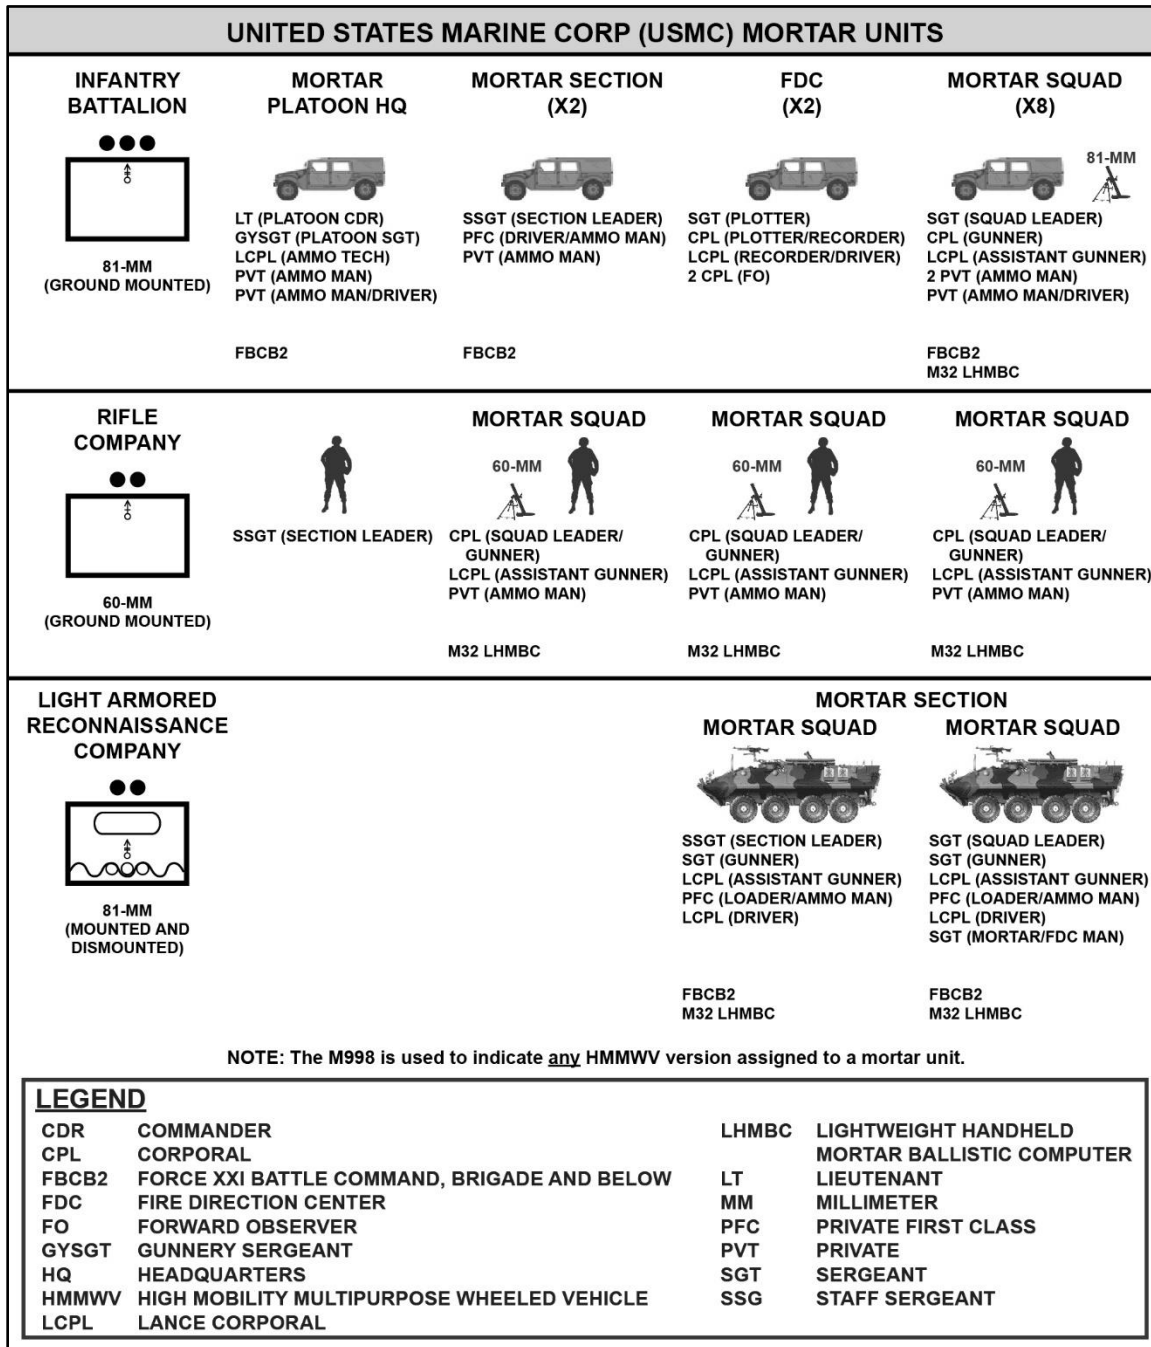 UNITED STATES MARINE CORP (USMC) MORTAR UNITS
INFANTRY
BATTALION
81-MM
(GROUND MOUNTED)
MORTAR
PLATOON HQ
LT (PLATOON CDR)
GYSGT (PLATOON SGT)
LCPL (AMMO TECH)
PVT (AMMO MAN)
PVT (AMMO MAN/DRIVER)
FBCB2
MORTAR SECTION
(X2)
SSGT (SECTION LEADER)
PFC (DRIVER/AMMO MAN)
PVT (AMMO MAN)
FBCB2
FDC
(X2)
SGT (PLOTTER)
CPL (PLOTTER/RECORDER)
LCPL (RECORDER/DRIVER)
2 CPL (FO)
MORTAR SQUAD
(X8)
81-MM
SGT (SQUAD LEADER)
CPL (GUNNER)
LCPL (ASSISTANT GUNNER)
2 PVT (AMMO MAN)
PVT (AMMO MAN/DRIVER)
FBCB2
M32 LHMBC
RIFLE
COMPANY
60-MM
(GROUND MOUNTED)
SSGT (SECTION LEADER)
MORTAR SQUAD
60-MM
CPL (SQUAD LEADER/
GUNNER)
LCPL (ASSISTANT GUNNER)
PVT (AMMO MAN)
M32 LHMBC
MORTAR SQUAD
60-MM
CPL (SQUAD LEADER/
GUNNER)
LCPL (ASSISTANT GUNNER)
PVT (AMMO MAN)
M32 LHMBC
MORTAR SQUAD
60-MM
CPL (SQUAD LEADER/
GUNNER)
LCPL (ASSISTANT GUNNER)
PVT (AMMO MAN)
M32 LHMBC
LIGHT ARMORED
RECONNAISSANCE
COMPANY
81-MM
(MOUNTED AND
DISMOUNTED)
MORTAR SECTION
MORTAR SQUAD
SSGT (SECTION LEADER)
SGT (GUNNER)
LCPL (ASSISTANT GUNNER)
PFC (LOADER/AMMO MAN)
LCPL (DRIVER)
FBCB2
M32 LHMBC
MORTAR SQUAD
SGT (SQUAD LEADER)
SGT (GUNNER)
LCPL (ASSISTANT GUNNER)
PFC (LOADER/AMMO MAN)
LCPL (DRIVER)
SGT (MORTAR/FDC MAN)
FBCB2
M32 LHMBC
NOTE: The M998 is used to indicate any HMMWV version assigned to a mortar unit.
LEGEND
CDR COMMANDER
CPL CORPORAL
FBCB2 FORCE XXI BATTLE COMMAND, BRIGADE AND BELOW
FDC FIRE DIRECTION CENTER
FO FORWARD OBSERVER
GYSGT GUNNERY SERGEANT
HQ HEADQUARTERS
HMMWV HIGH MOBILITY MULTIPURPOSE WHEELED VEHICLE
LCPL LANCE CORPORAL
LHMBC LIGHTWEIGHT HANDHELD
MORTAR BALLISTIC COMPUTER
LT LIEUTENANT
MM MILLIMETER
PFC PRIVATE FIRST CLASS
PVT PRIVATE
SGT SERGEANT
SSG STAFF SERGEANT